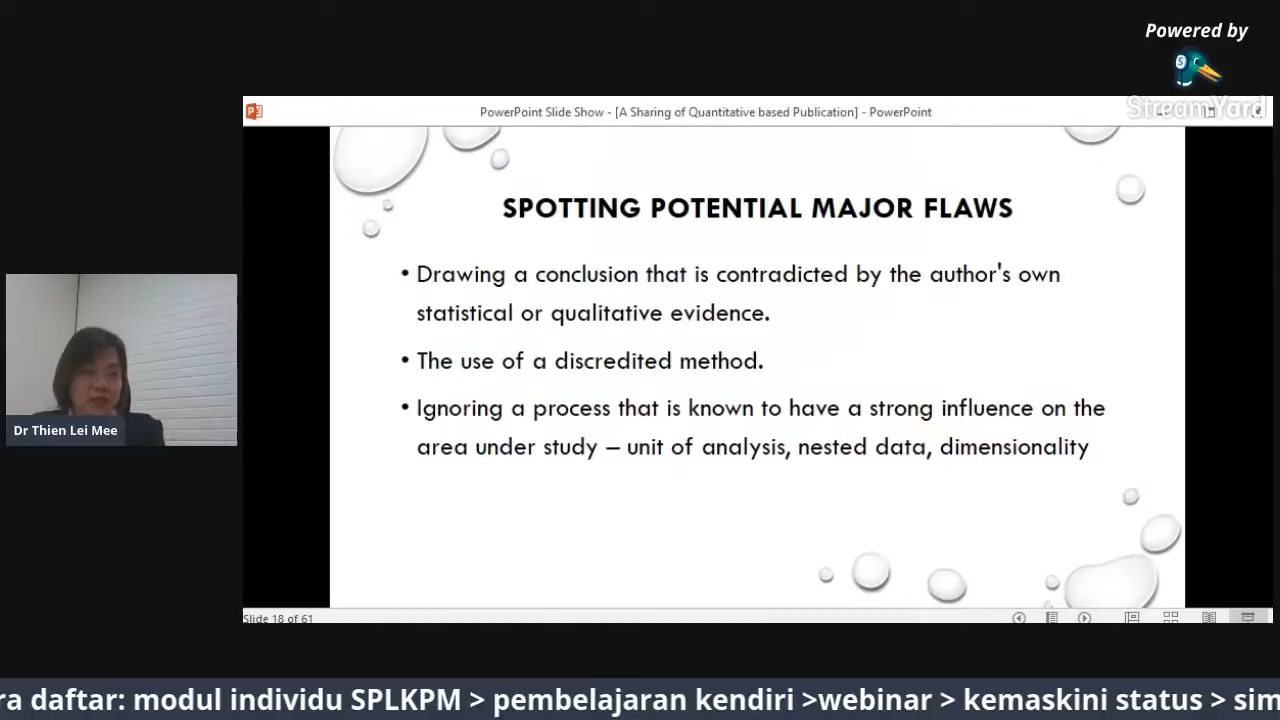 Powered by
StreamYard
PowerPoint Slide Show - [A Sharing of Quantitative based Publication] - PowerPoint
SPOTTING POTENTIAL MAJOR FLAWS
• Drawing a conclusion that is contradicted by the author's own
statistical or qualitative evidence.
• The use of a discredited method.
• Ignoring a process that is known to have a strong influence on the
area under study – unit of analysis, nested data, dimensionality
Dr Thien Lei Mee
Slide 18 of 61
ra daftar: modul individu SPLKPM > pembelajaran kendiri >webinar > kemaskini status > sim